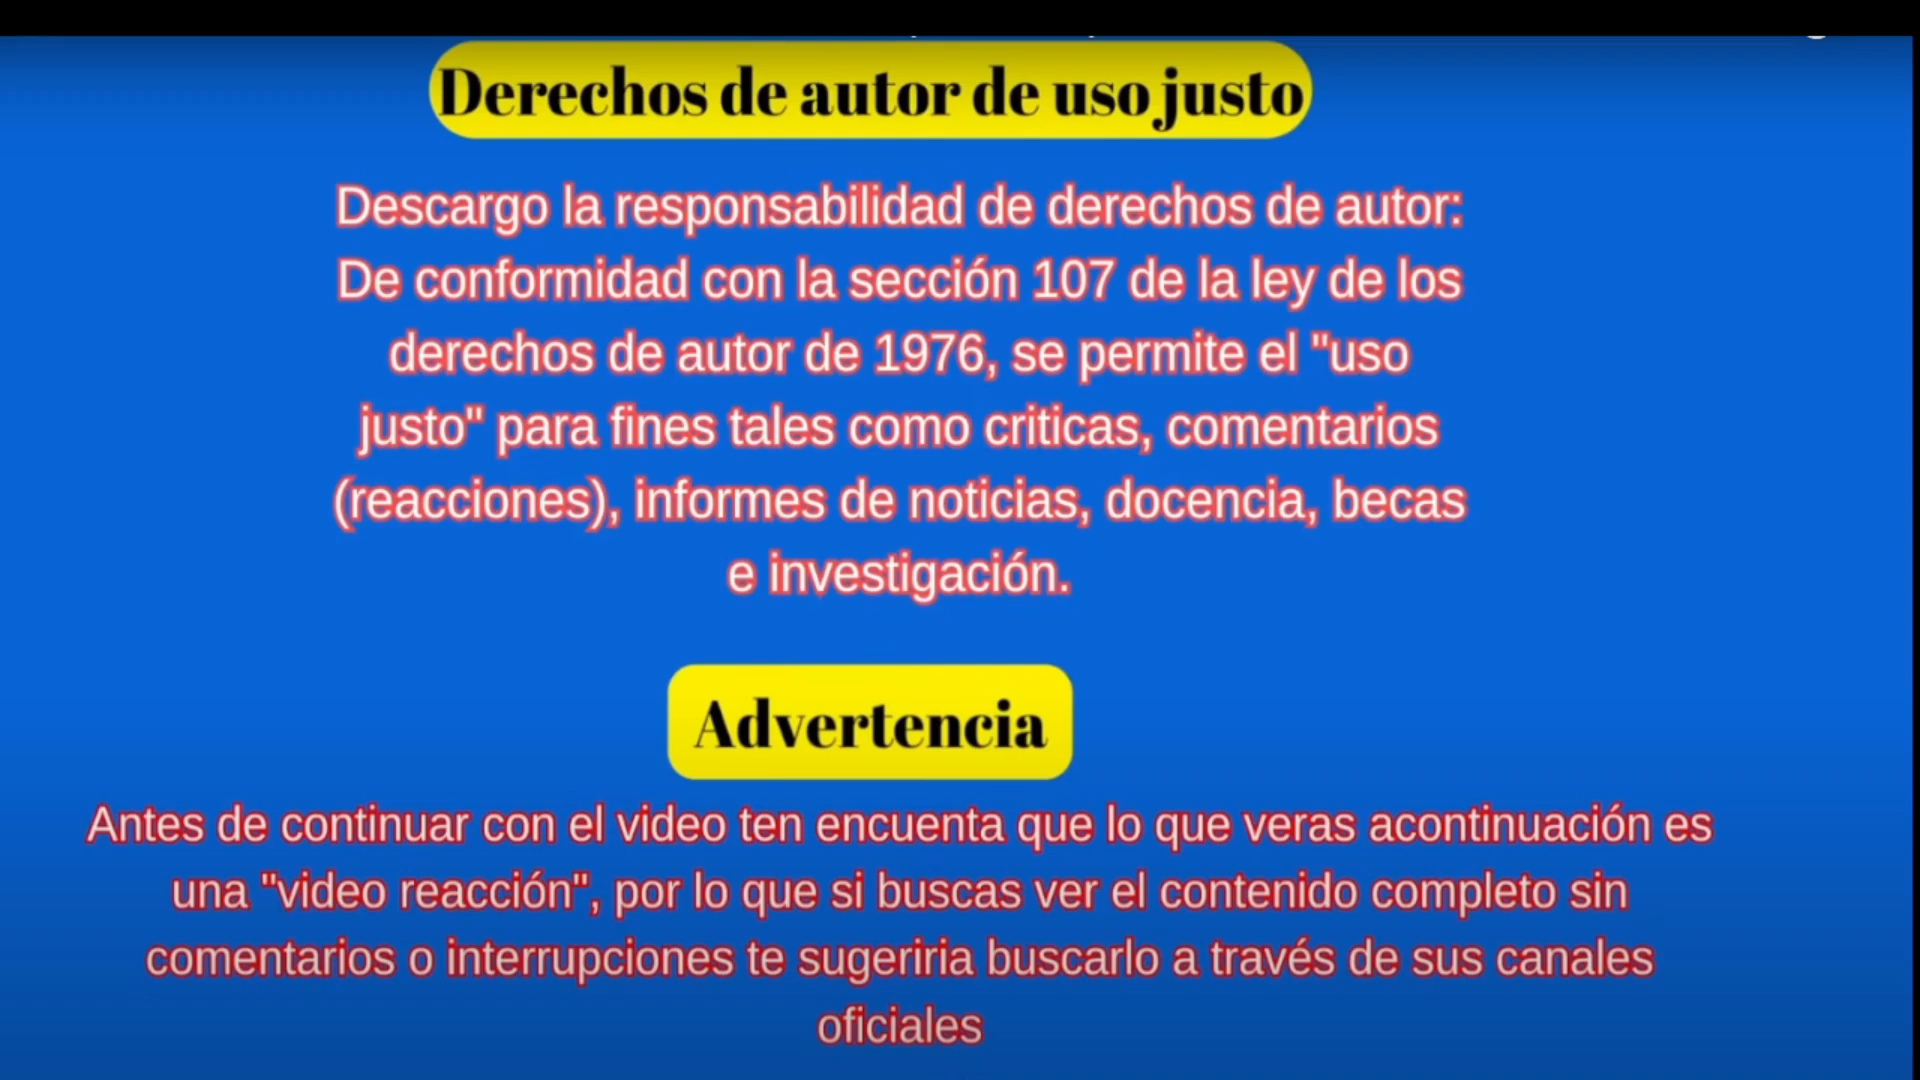 Derechos de autor de uso justo
Descargo la responsabilidad de derechos de autor:
De conformidad con la sección 107 de la ley de los
derechos de autor de 1976, se permite el "uso
justo" para fines tales como criticas, comentarios
(reacciones), informes de noticias, docencia, becas
e investigación.
Advertencia
Antes de continuar con el video ten encuenta que lo que veras acontinuación es
una "video reacción", por lo que si buscas ver el contenido completo sin
comentarios o interrupciones te sugeriria buscarlo a través de sus canales
oficiales